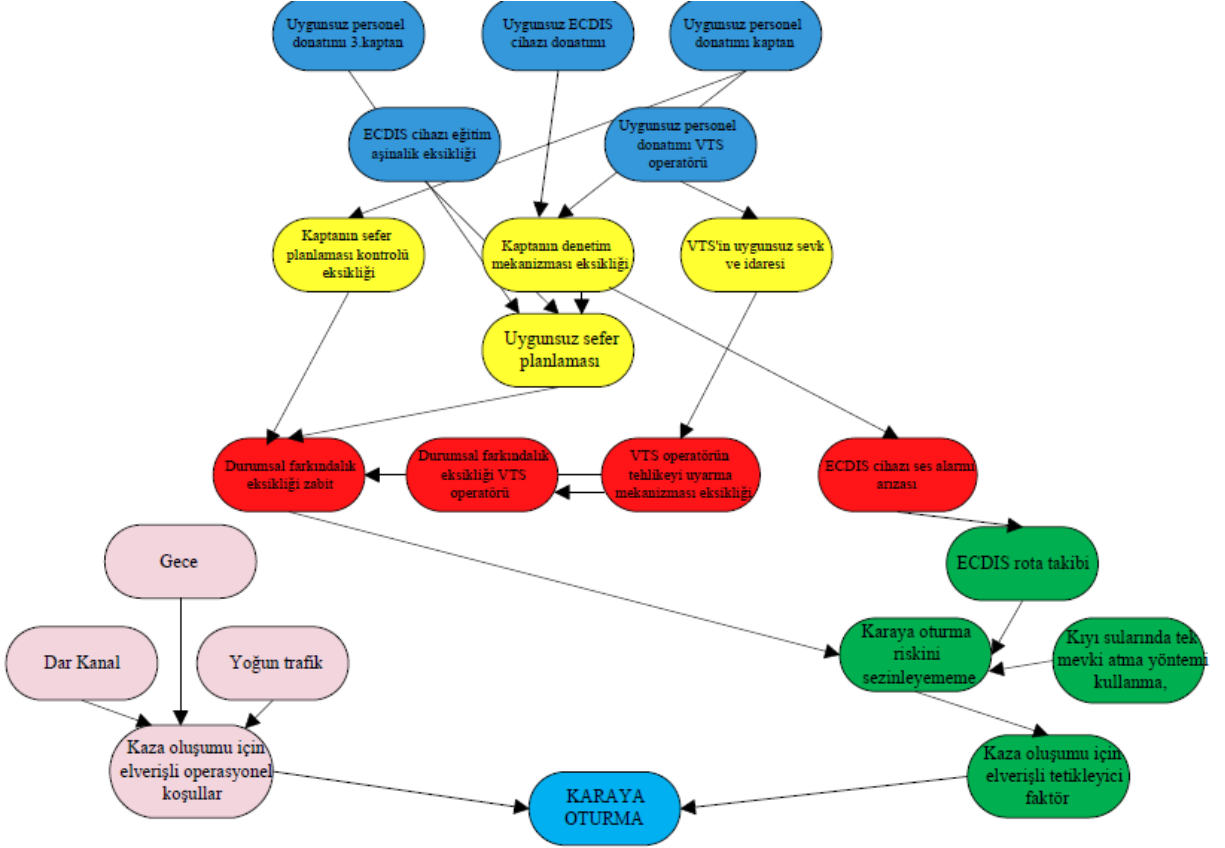 Uygunsuz personel
donatımı 3.kaptan
Uygunsuz ECDIS
cihazı donatımı
Uygunsuz personel
donatımı kaptan
ECDIS cihazı eğitim
aşinalik eksikliği
Uygunsuz personel
donatımı VTS
operatörü
Kaptanın sefer
planlaması kontrolü
eksikliği
Kaptanın denetim
mekanizması eksikliği
VTS'in uygunsuz sevk
ve idaresi
Uygunsuz sefer
planlaması
Durumsal farkındalık
eksikliği zabit
Durumsal farkındalık
eksikliği VTS
operatörü
VTS operatörün
tehlikeyi uyarma
mekanizması eksikliği
ECDIS cihazı ses alarmı
arızası
Gece
ECDIS rota takibi
Dar Kanal
Yoğun trafik
Karaya oturma
riskini
sezinleyememe
Kıyı sularında tek
mevki atma yöntemi
kullanma,
Kaza oluşumu için
elverişli operasyonel
koşullar
Kaza oluşumu için
elverişli tetikleyici
faktör
KARAYA
OTURMA